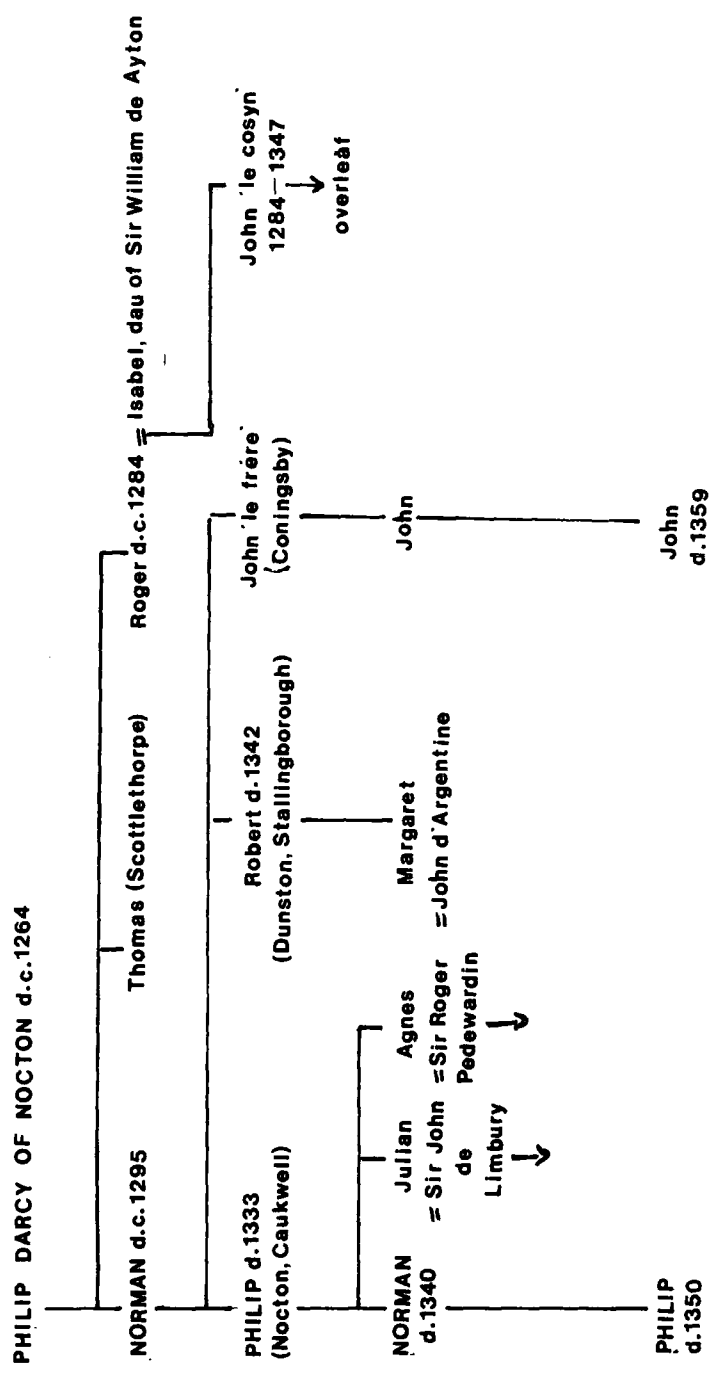 PHILIP DARCY OF NOCTON d.c.1264
NORMAN d.c.1295
Thomas (Scottlethorpe)
Roger d.c.1284 = Isabel, dau of Sir William de Ayton
PHILIP d.1333
(Nocton, Caukwell)
Robert d.1342
(Dunston, Stallingborough)
John 'le frère'
(Coningsby)
John 'le cosyn'
1284–1347
overleaf
NORMAN
d.1340
Julian
= Sir John
de
Limbury
Agnes
= Sir Roger
Pedewardin
Margaret
= John d'Argentine
John
PHILIP
d.1350
John
d.1359